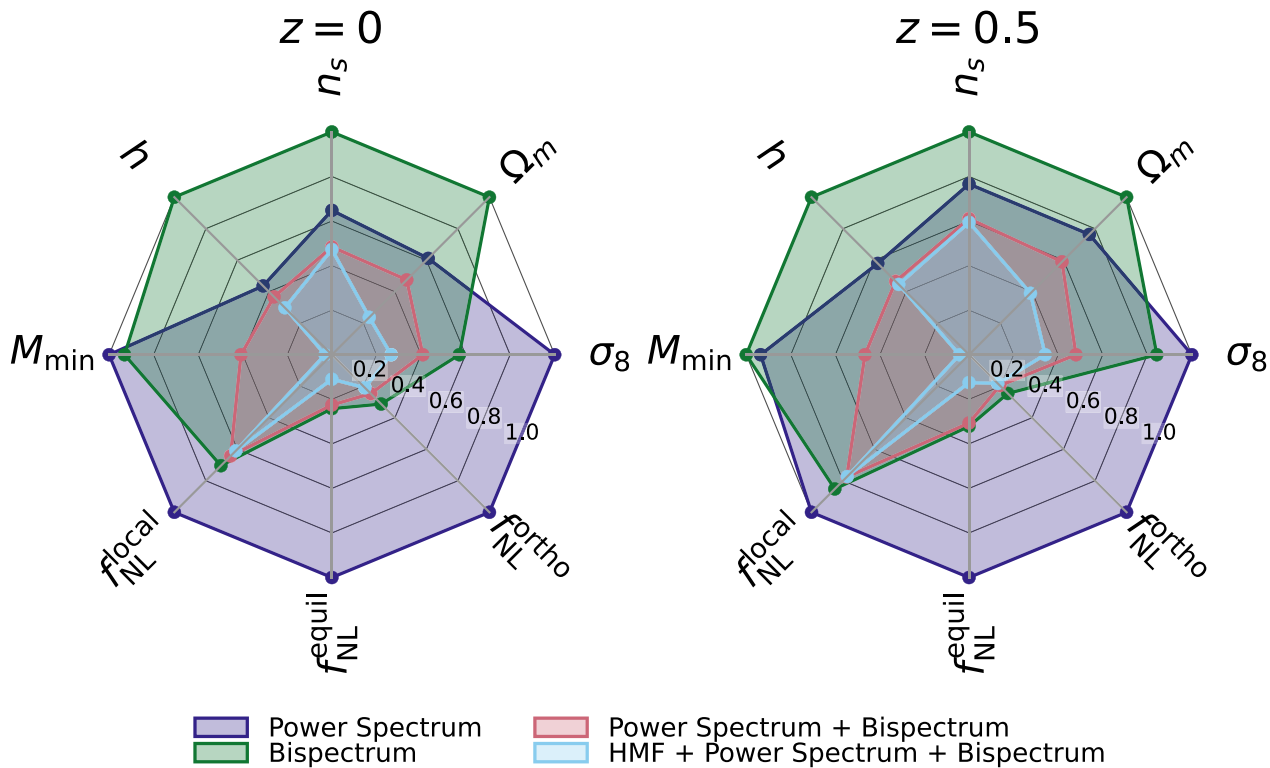 z = 0
z = 0.5
n_s
n_s
h
Ω_m
h
Ω_m
M_min
σ_8
M_min
σ_8
0.2
0.4
0.6
0.8
1.0
0.2
0.4
0.6
0.8
1.0
f_NL^local
f_NL^ortho
f_NL^local
f_NL^ortho
f_NL^equil
f_NL^equil
Power Spectrum
Power Spectrum + Bispectrum
Bispectrum
HMF + Power Spectrum + Bispectrum